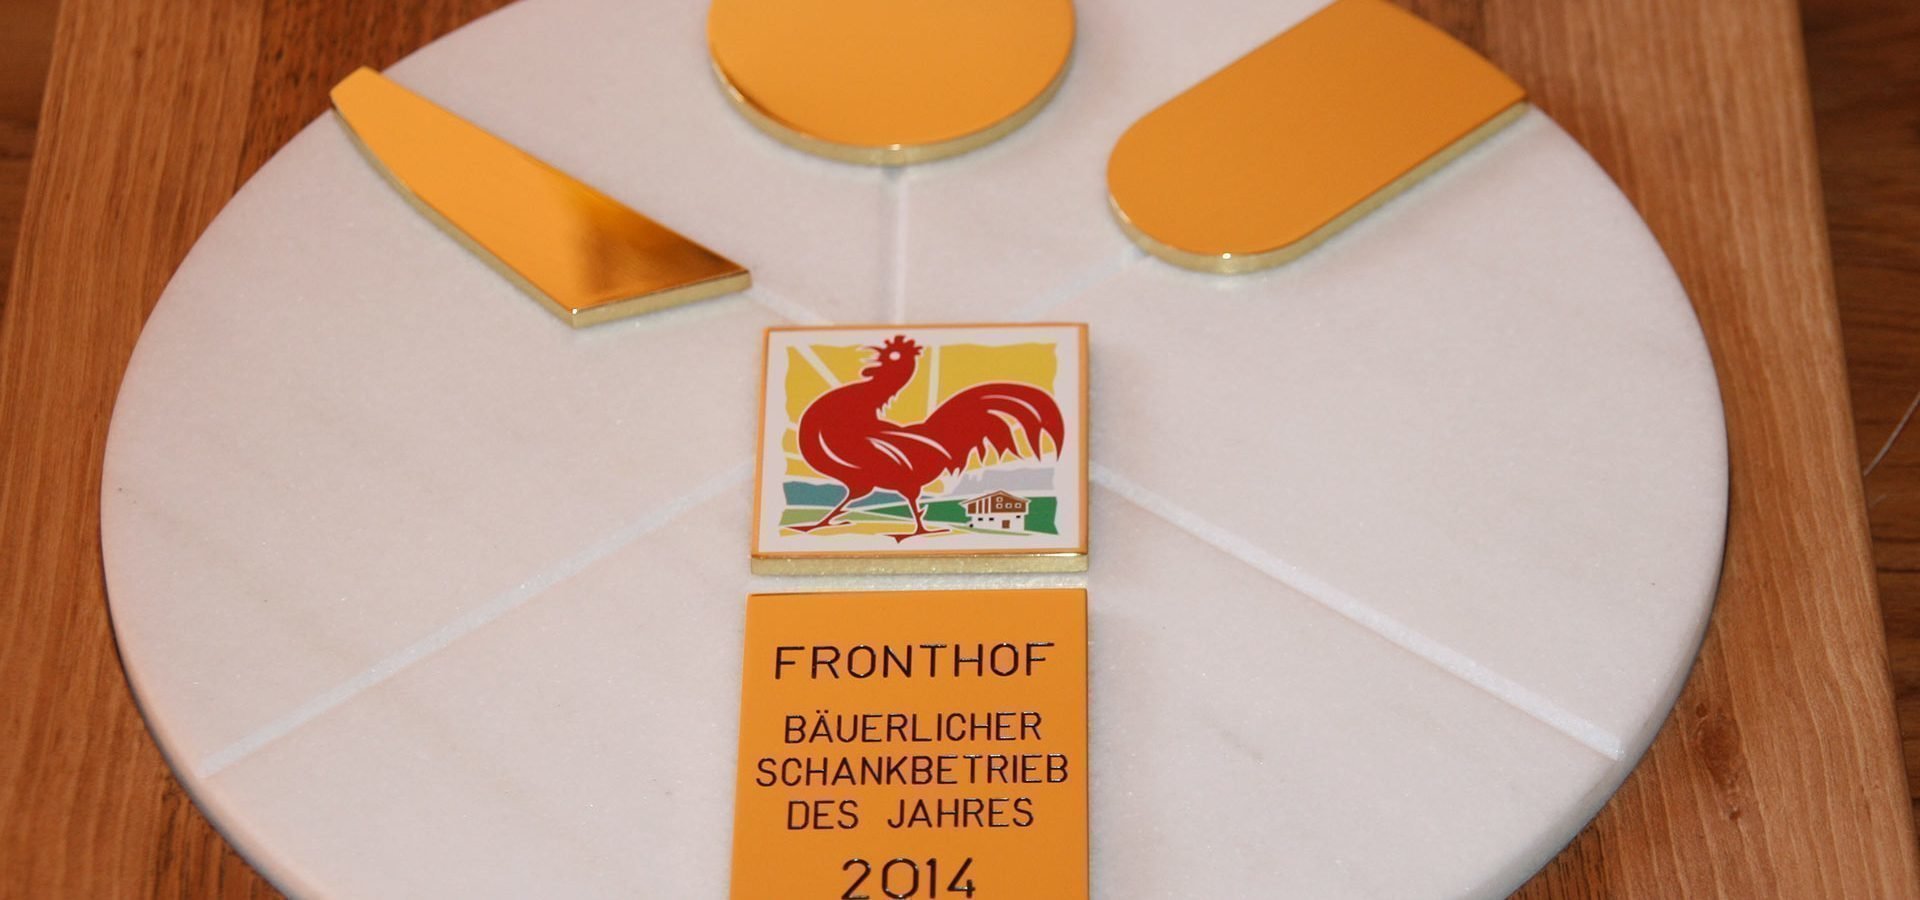 FRONTHOF
BÄUERLICHER
SCHANKBETRIEB
DES JAHRES
2014